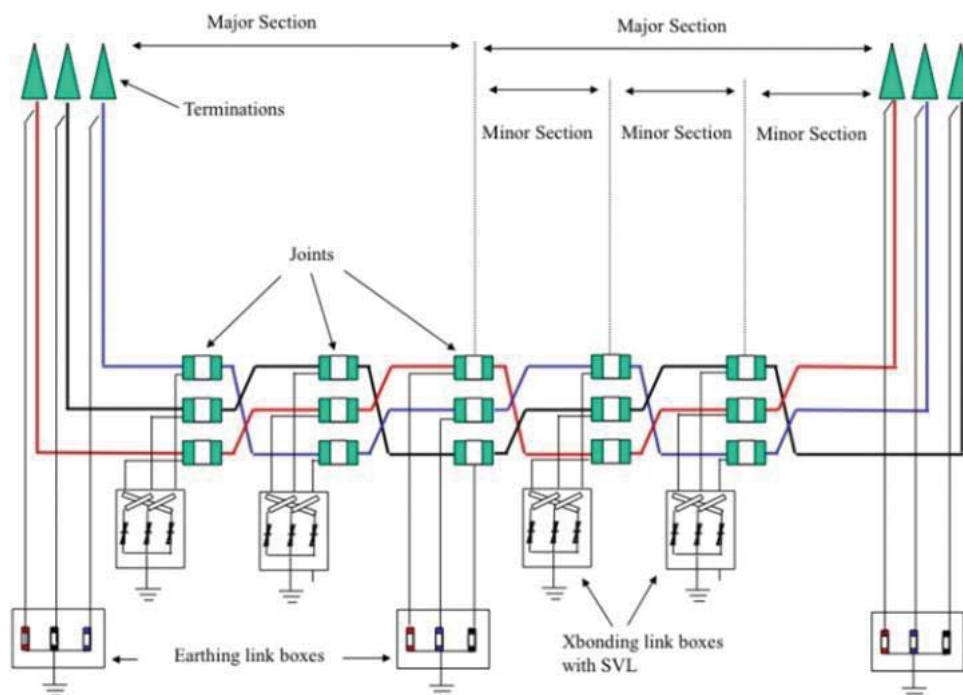 Major Section
Major Section
Terminations
Minor Section
Minor Section
Minor Section
Joints
Earthing link boxes
Xbonding link boxes
with SVL